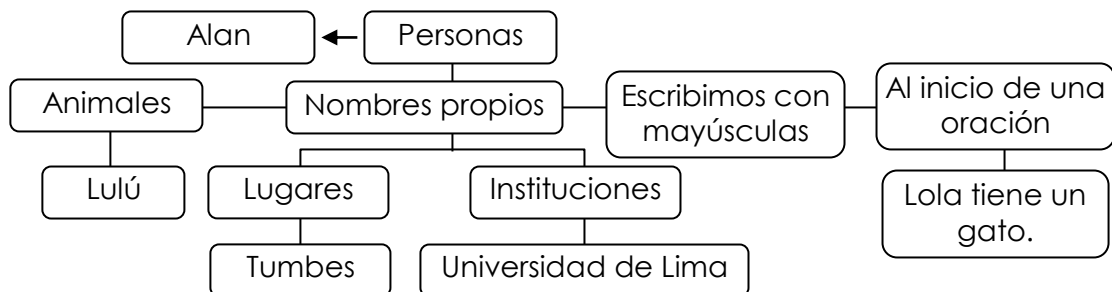 Alan
Personas
Animales
Nombres propios
Escribimos con
mayúsculas
Al inicio de una
oración
Lulú
Lugares
Instituciones
Lola tiene un
gato.
Tumbes
Universidad de Lima